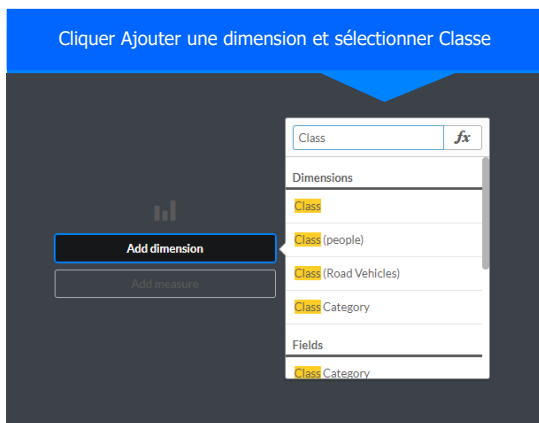 Cliquer Ajouter une dimension et sélectionner Classe
Class
fx
Dimensions
Class
Class (people)
Add dimension
Class (Road Vehicles)
Add measure
Class Category
Fields
Class Category